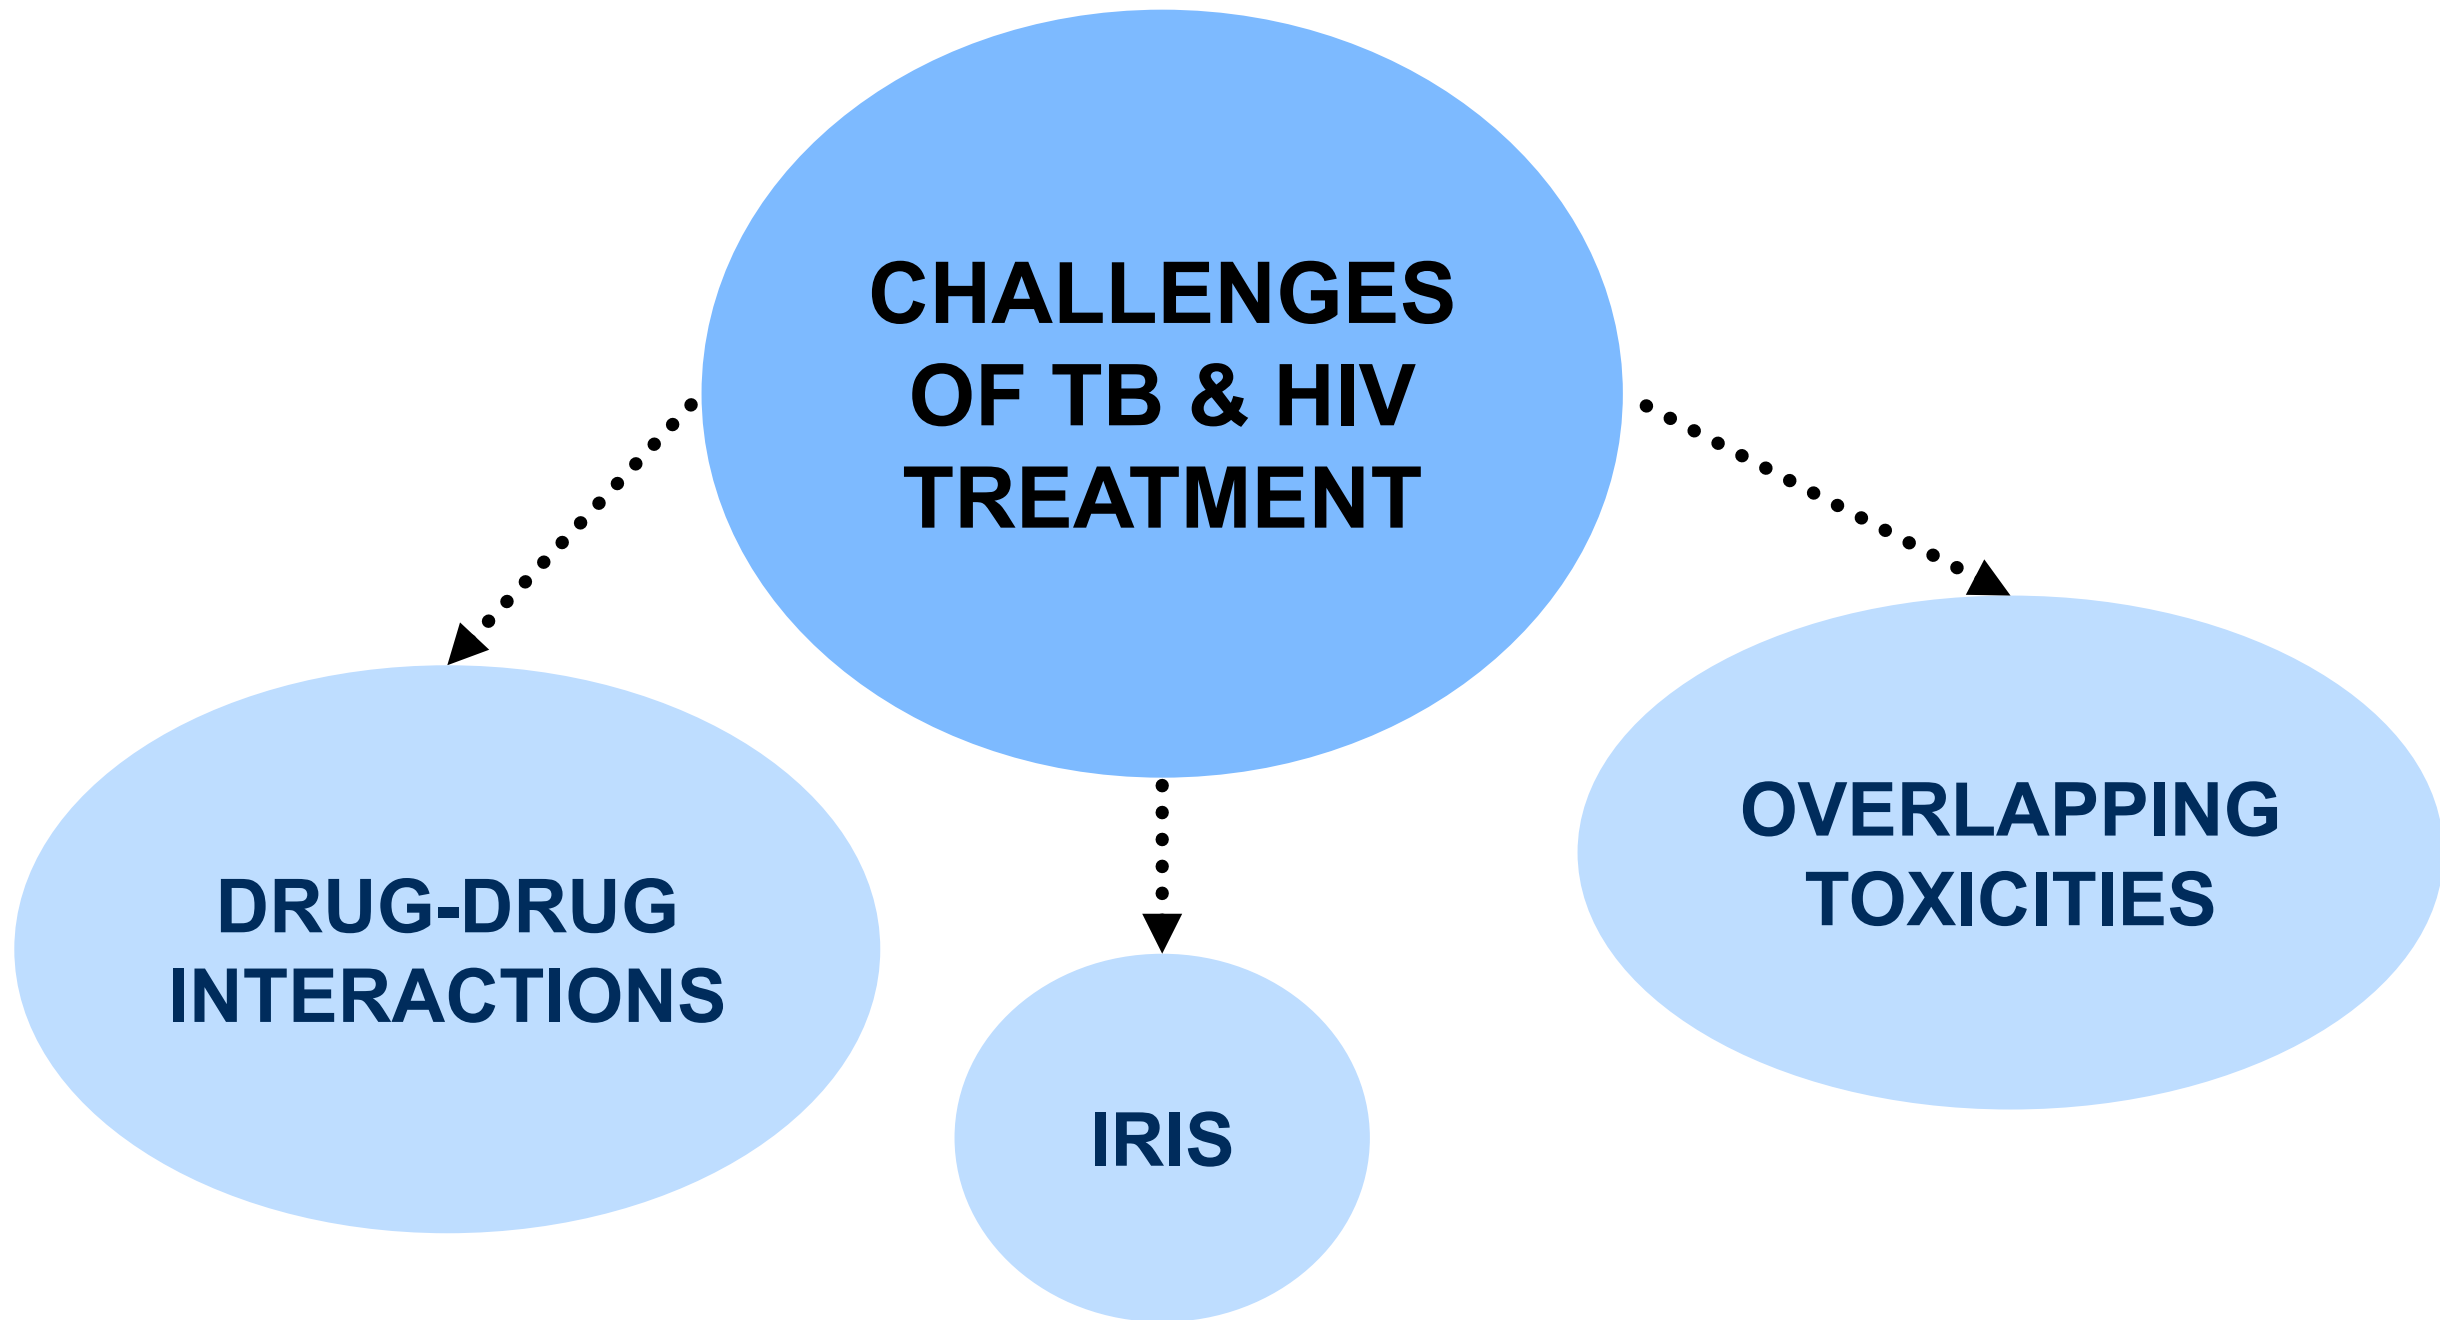 CHALLENGES
OF TB & HIV
TREATMENT
DRUG-DRUG
INTERACTIONS
IRIS
OVERLAPPING
TOXICITIES